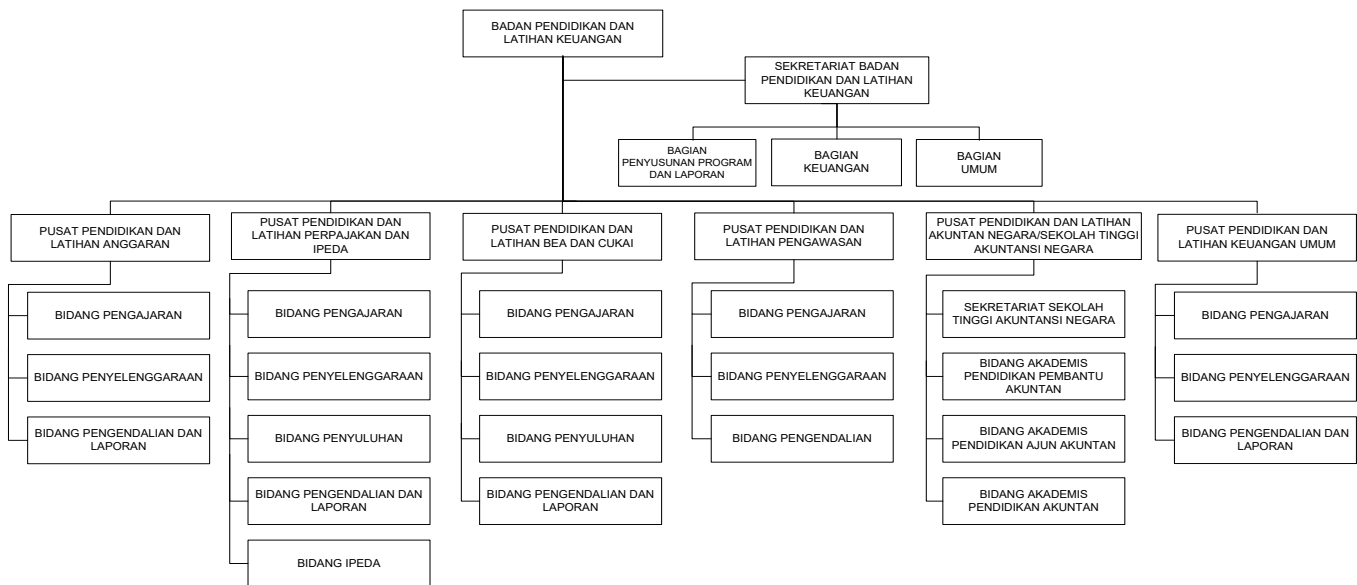 BADAN PENDIDIKAN DAN
LATIHAN KEUANGAN
SEKRETARIAT BADAN
PENDIDIKAN DAN LATIHAN
KEUANGAN
BAGIAN
PENYUSUNAN PROGRAM
DAN LAPORAN
BAGIAN
KEUANGAN
BAGIAN
UMUM
PUSAT PENDIDIKAN DAN
LATIHAN ANGGARAN
BIDANG PENGAJARAN
BIDANG PENYELENGGARAAN
BIDANG PENGENDALIAN DAN
LAPORAN
PUSAT PENDIDIKAN DAN
LATIHAN PERPAJAKAN DAN
IPEDA
BIDANG PENGAJARAN
BIDANG PENYELENGGARAAN
BIDANG PENYULUHAN
BIDANG PENGENDALIAN DAN
LAPORAN
BIDANG IPEDA
PUSAT PENDIDIKAN DAN
LATIHAN BEA DAN CUKAI
BIDANG PENGAJARAN
BIDANG PENYELENGGARAAN
BIDANG PENYULUHAN
BIDANG PENGENDALIAN DAN
LAPORAN
PUSAT PENDIDIKAN DAN
LATIHAN PENGAWASAN
BIDANG PENGAJARAN
BIDANG PENYELENGGARAAN
BIDANG PENGENDALIAN
PUSAT PENDIDIKAN DAN LATIHAN
AKUNTAN NEGARA/SEKOLAH TINGGI
AKUNTANSI NEGARA
SEKRETARIAT SEKOLAH
TINGGI AKUNTANSI NEGARA
BIDANG AKADEMIS
PENDIDIKAN PEMBANTU
AKUNTAN
BIDANG AKADEMIS
PENDIDIKAN AJUN AKUNTAN
BIDANG AKADEMIS
PENDIDIKAN AKUNTAN
PUSAT PENDIDIKAN DAN
LATIHAN KEUANGAN UMUM
BIDANG PENGAJARAN
BIDANG PENYELENGGARAAN
BIDANG PENGENDALIAN DAN
LAPORAN